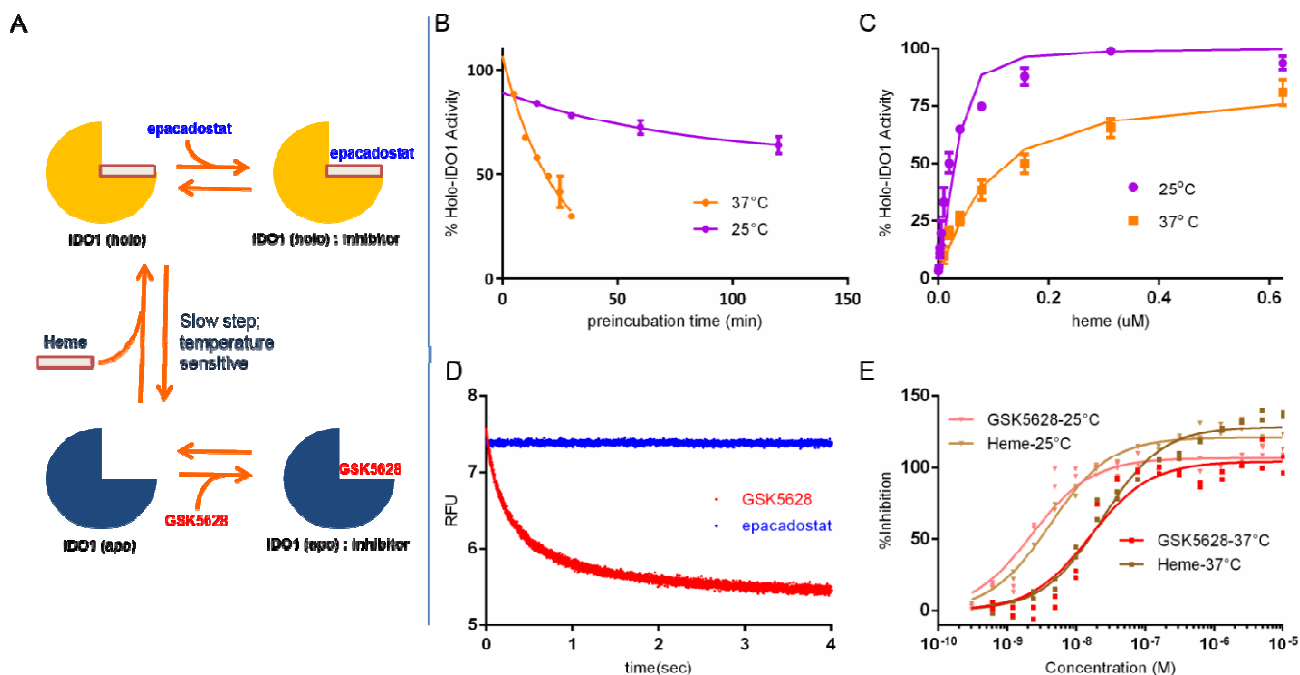 A
epacadostat
epacadostat
IDO1 (holo)
IDO1 (holo) : Inhibitor
Heme
Slow step;
temperature
sensitive
GSK5628
GSK5628
IDO1 (apo)
IDO1 (apo) : Inhibitor
B
% Holo-IDO1 Activity
100
50
0
37°C
25°C
0
50
100
150
preincubation time (min)
C
% Holo-IDO1 Activity
100
75
50
25
0
25⁰C
37⁰C
0.0
0.2
0.4
0.6
heme (uM)
D
RFU
8
7
6
5
GSK5628
epacadostat
0
1
2
3
4
time(sec)
E
%Inhibition
150
100
50
0
GSK5628-25°C
Heme-25°C
GSK5628-37°C
Heme-37°C
10⁻¹⁰
10⁻⁹
10⁻⁸
10⁻⁷
10⁻⁶
10⁻⁵
Concentration (M)